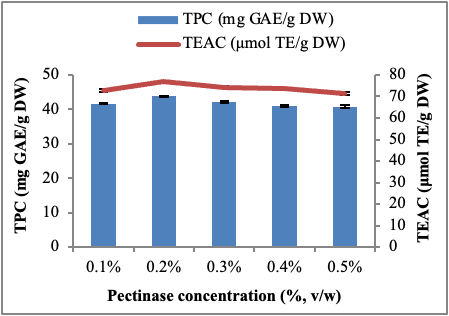 TPC (mg GAE/g DW)
TEAC (µmol TE/g DW)
TPC (mg GAE/g DW)
50
40
30
20
10
0
80
70
60
50
40
30
20
10
0
TEAC (µmol TE/g DW)
0.1% 0.2% 0.3% 0.4% 0.5%
Pectinase concentration (%, v/w)